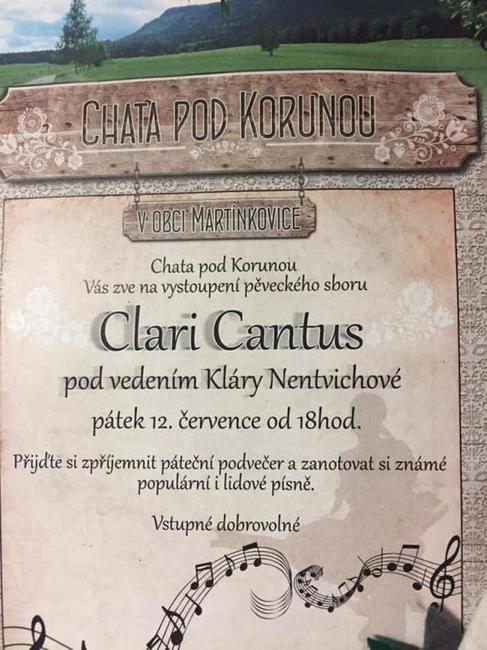 CHATA POD KORUNOU
V OBCI MARTÍNKOVICE
Chata pod Korunou
Vás zve na vystoupení pěveckého sboru
Clari Cantus
pod vedením Kláry Nentvichové
pátek 12. července od 18hod.
Přijďte si zpříjemnit páteční podvečer a zanotovat si známé
populární i lidové písně.
Vstupné dobrovolné